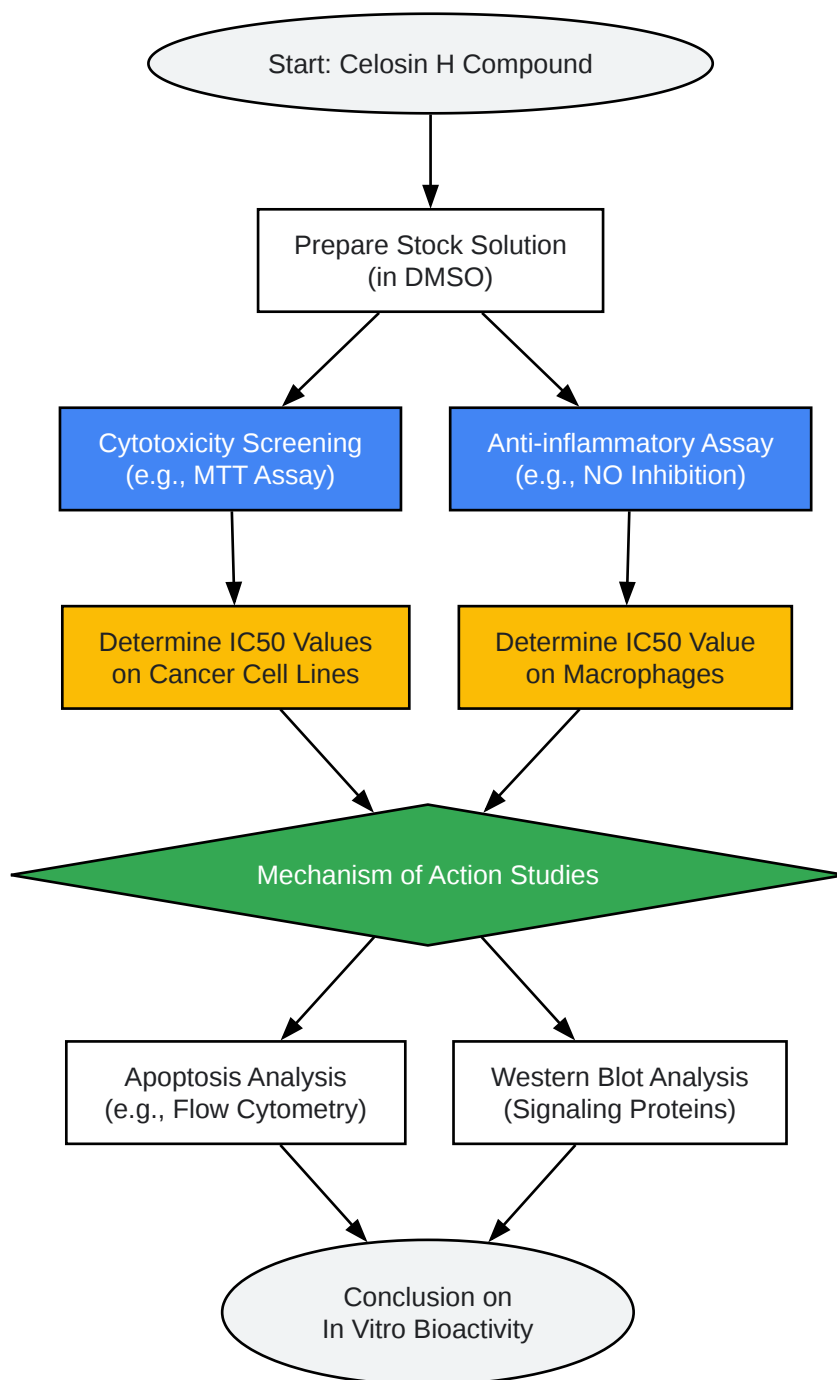 Start: Celosin H Compound
Prepare Stock Solution
(in DMSO)
Cytotoxicity Screening
(e.g., MTT Assay)
Anti-inflammatory Assay
(e.g., NO Inhibition)
Determine IC50 Values
on Cancer Cell Lines
Determine IC50 Value
on Macrophages
Mechanism of Action Studies
Apoptosis Analysis
(e.g., Flow Cytometry)
Western Blot Analysis
(Signaling Proteins)
Conclusion on
In Vitro Bioactivity